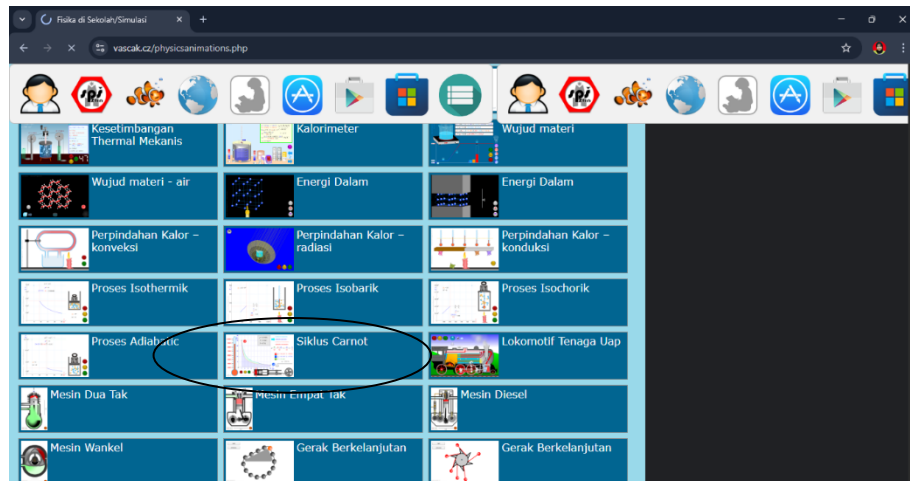 Fisika di Sekolah/Simulasi
vascak.cz/physicsanimations.php
Kesetimbangan
Thermal Mekanis
Kalorimeter
Wujud materi
Wujud materi - air
Energi Dalam
Energi Dalam
Perpindahan Kalor –
konveksi
Perpindahan Kalor –
radiasi
Perpindahan Kalor –
konduksi
Proses Isothermik
Proses Isobarik
Proses Isochorik
Proses Adiabatic
Siklus Carnot
Lokomotif Tenaga Uap
Mesin Dua Tak
Mesin Empat Tak
Mesin Diesel
Mesin Wankel
Gerak Berkelanjutan
Gerak Berkelanjutan